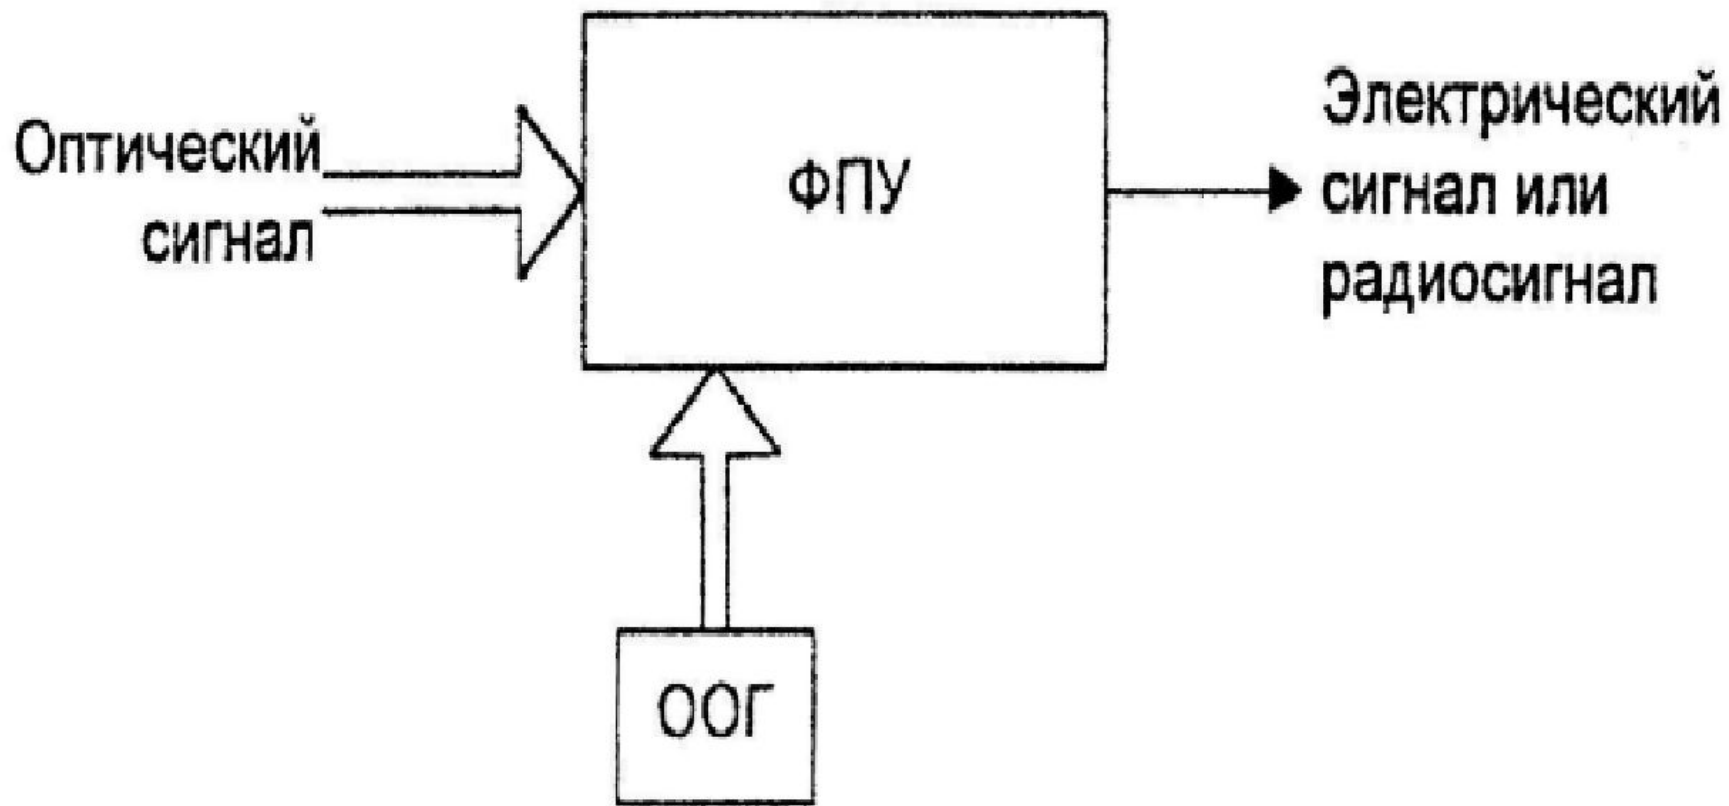 Оптический
сигнал
ФПУ
Электрический
сигнал или
радиосигнал
ООГ